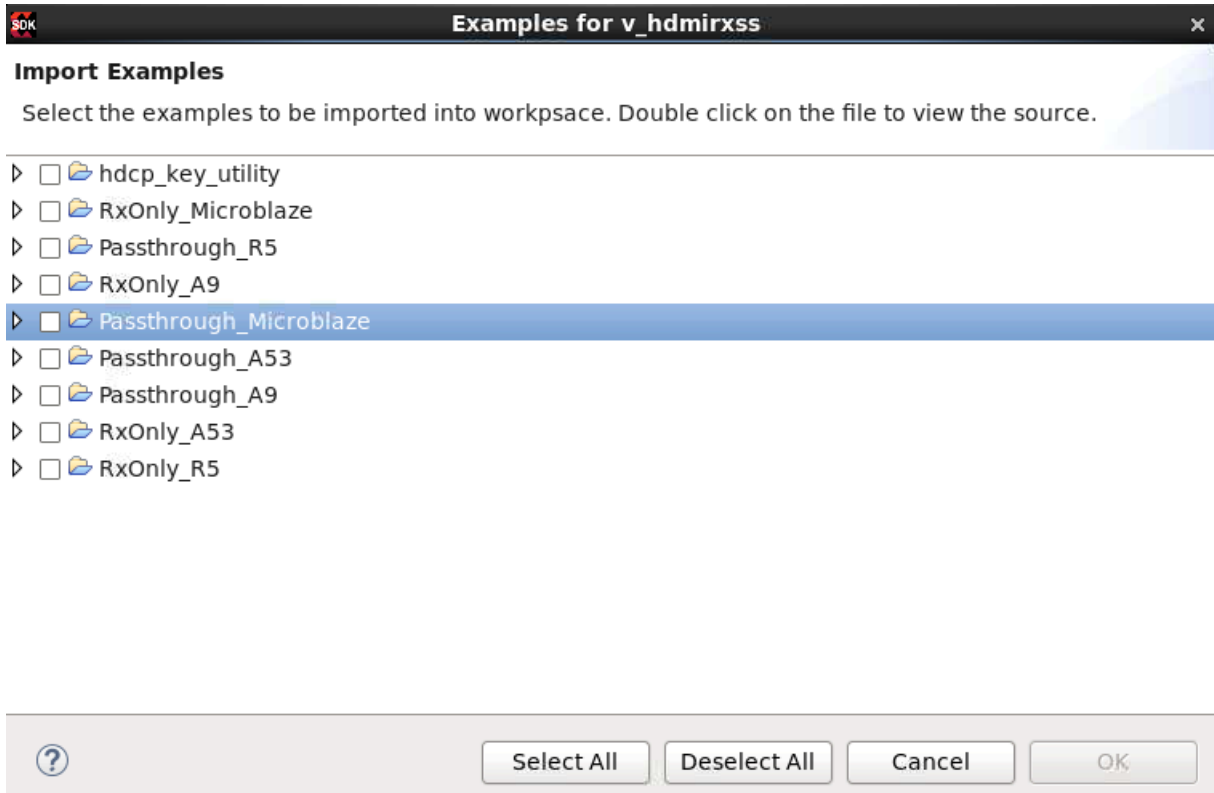 SDK
Examples for v_hdmirxss
Import Examples
Select the examples to be imported into workpsace. Double click on the file to view the source.
hdcp_key_utility
RxOnly_Microblaze
Passthrough_R5
RxOnly_A9
Passthrough_Microblaze
Passthrough_A53
Passthrough_A9
RxOnly_A53
RxOnly_R5
? Select All Deselect All Cancel OK